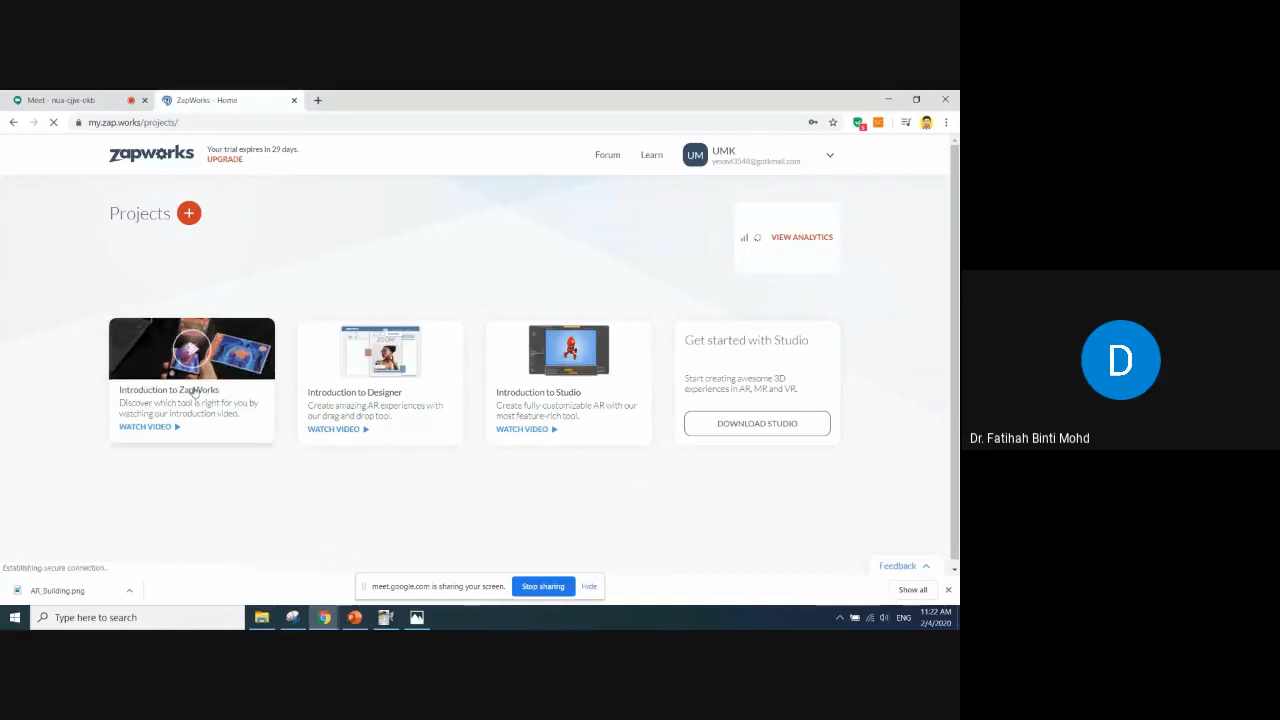 Meet - nua-cjjw-okb
ZapWorks - Home
my.zap.works/projects/
zapworks
Your trial expires in 29 days.
UPGRADE
Forum
Learn
UM
UMK
yexavi3548@gotkmail.com
Projects
VIEW ANALYTICS
Introduction to ZapWorks
Discover which tool is right for you by
watching our introduction video.
WATCH VIDEO
ZOOM
Introduction to Designer
Create amazing AR experiences with
our drag and drop tool.
WATCH VIDEO
Introduction to Studio
Create fully-customizable AR with our
most feature-rich tool.
WATCH VIDEO
Get started with Studio
Start creating awesome 3D
experiences in AR, MR and VR.
DOWNLOAD STUDIO
D
Dr. Fatihah Binti Mohd
Establishing secure connection...
Feedback
AR_Building.png
meet.google.com is sharing your screen.
Stop sharing
Hide
Show all
Type here to search
ENG
11:22 AM
2/4/2020